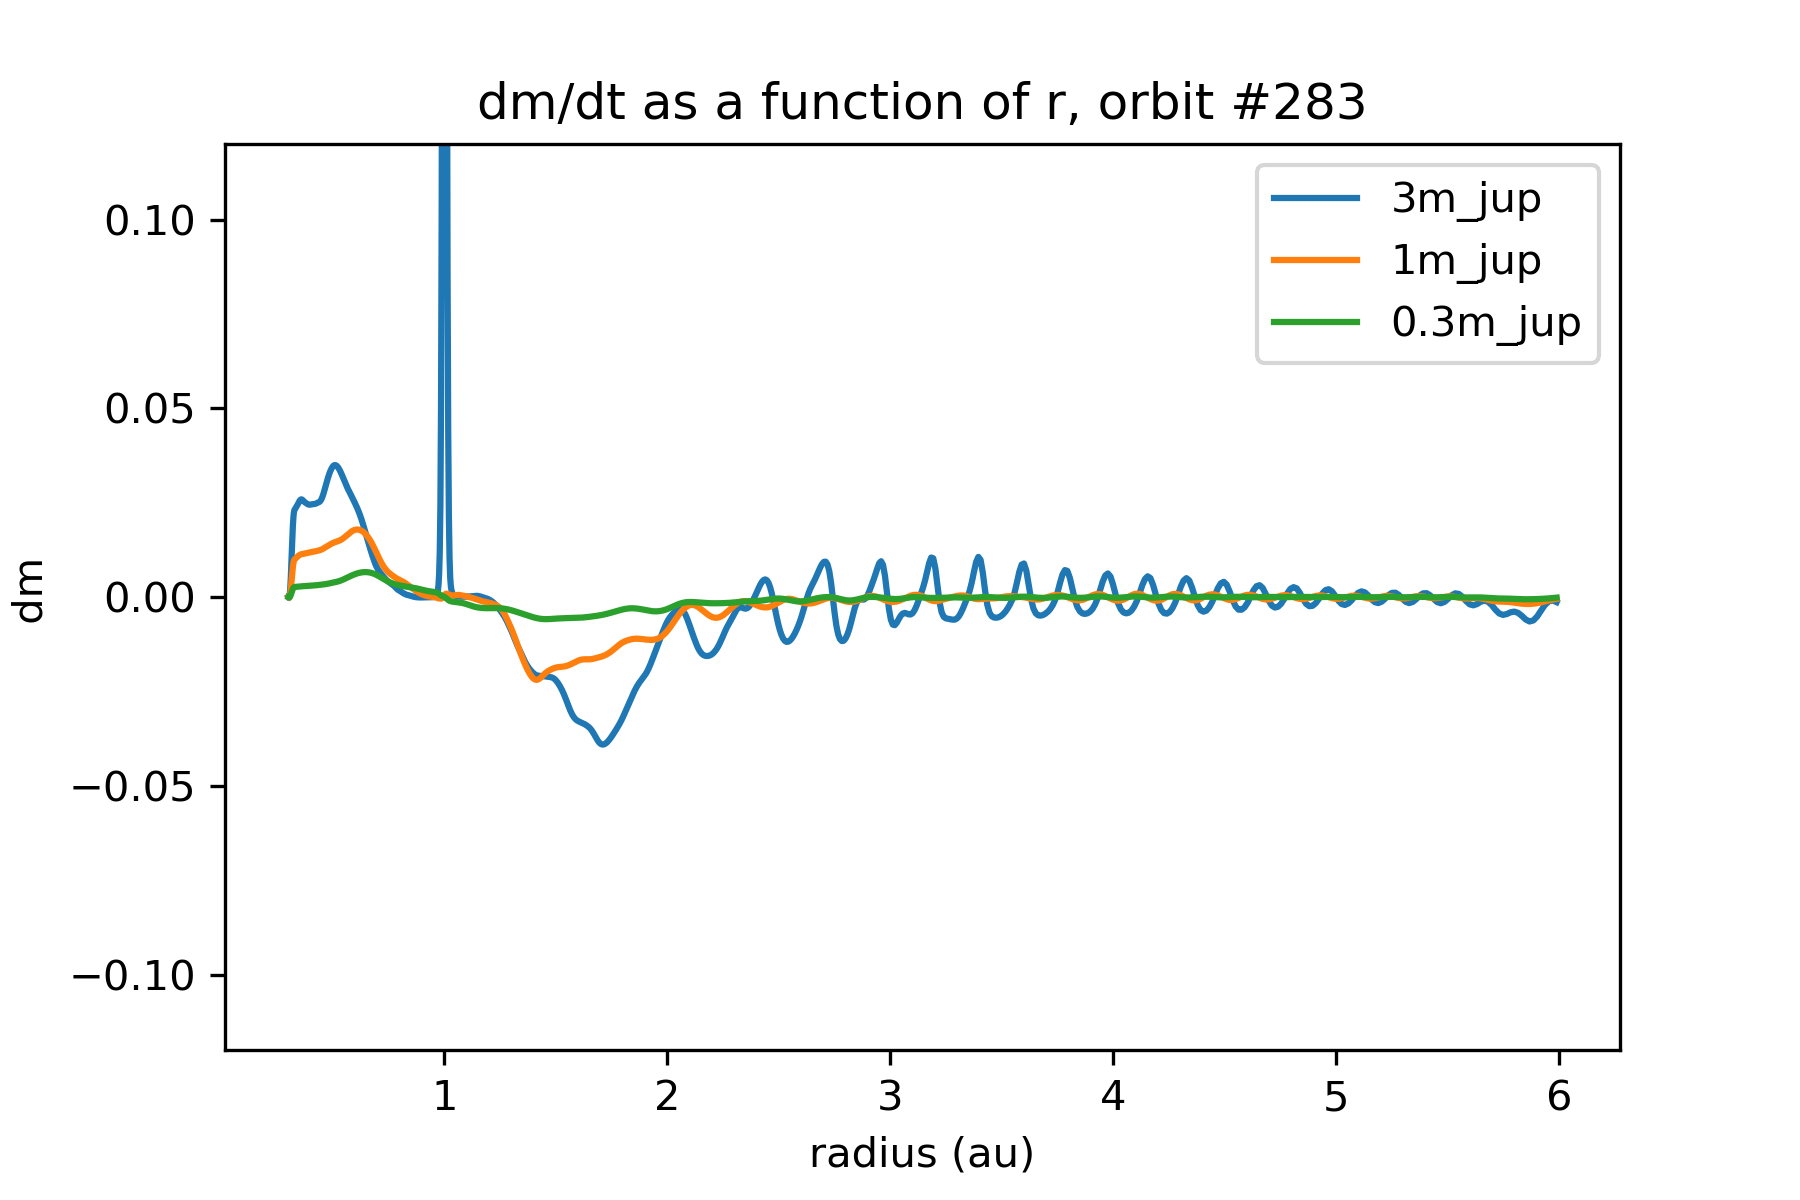 dm/dt as a function of r, orbit #283
3m_jup
1m_jup
0.3m_jup
dm
0.10
0.05
0.00
−0.05
−0.10
1 2 3 4 5 6
radius (au)